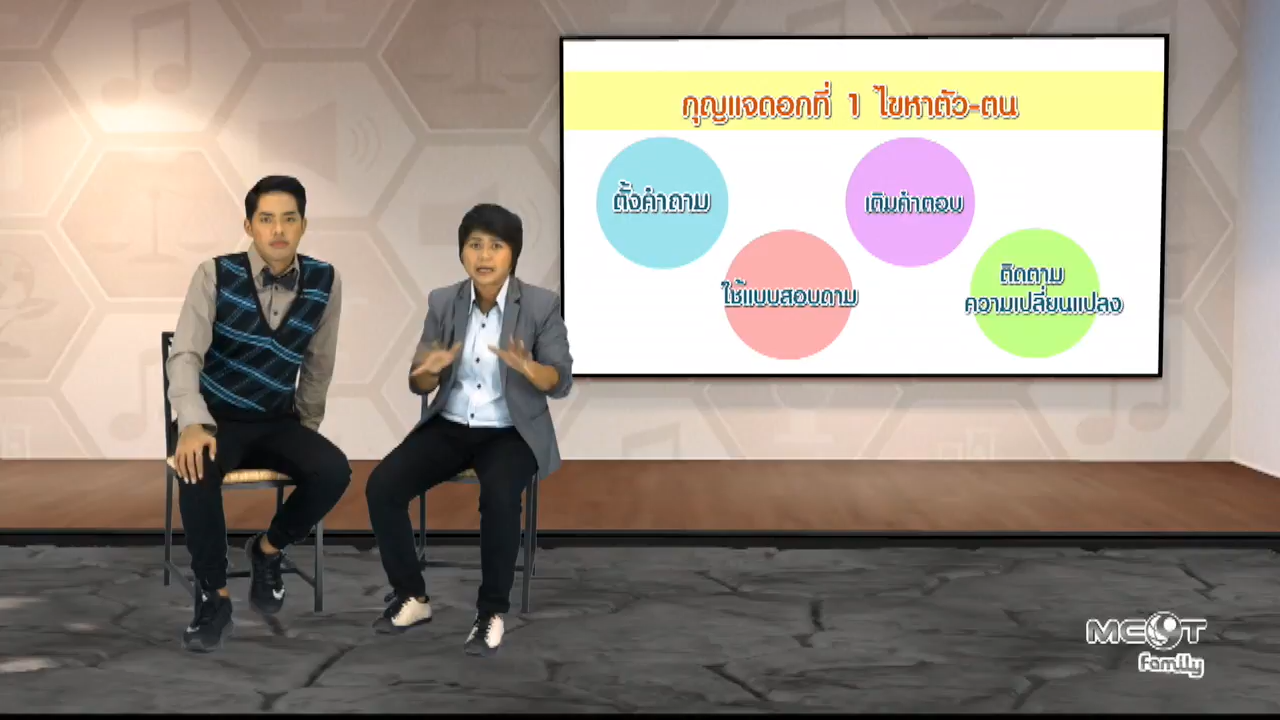 กุญแจดอกที่ 1 ไขหาตัว-ตน
ตั้งคำถาม
ใช้แบบสอบถาม
เติมคำตอบ
ติดตาม
ความเปลี่ยนแปลง
MCOT
family